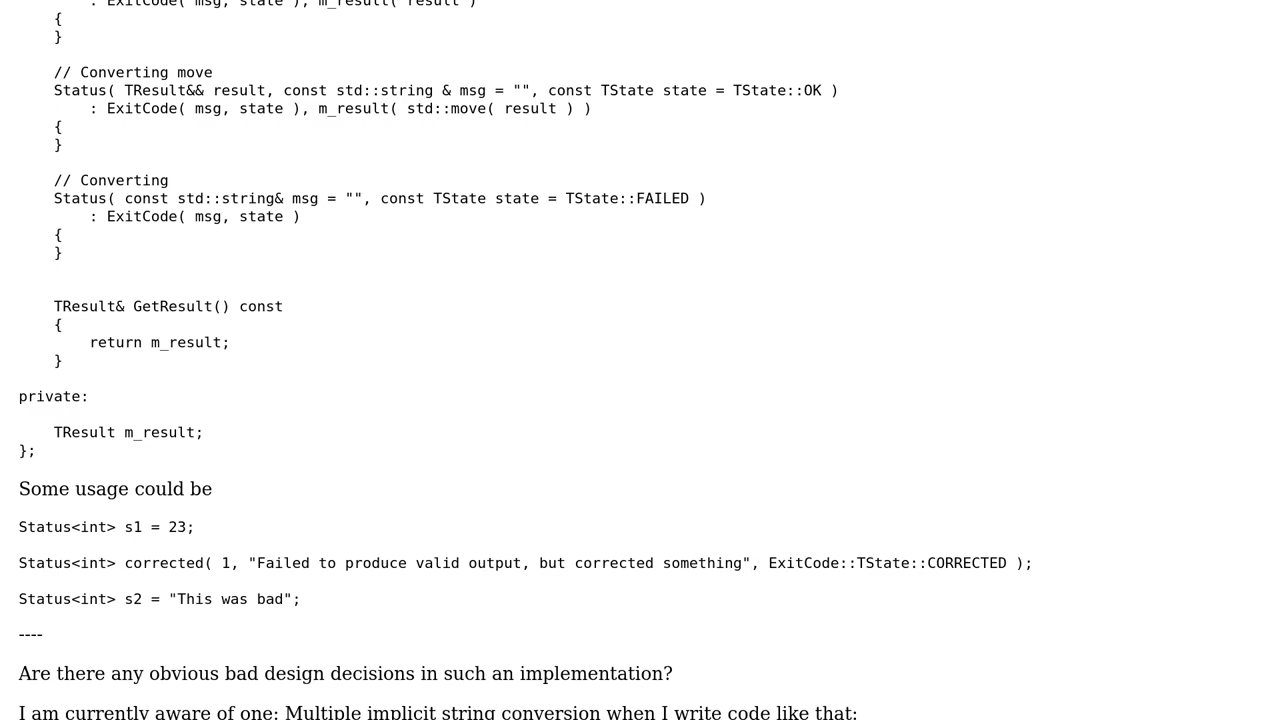 : ExitCode( msg, state ), m_result( result )
    {
    }

    // Converting move
    Status( TResult&& result, const std::string & msg = "", const TState state = TState::OK )
        : ExitCode( msg, state ), m_result( std::move( result ) )
    {
    }

    // Converting
    Status( const std::string& msg = "", const TState state = TState::FAILED )
        : ExitCode( msg, state )
    {
    }

    TResult& GetResult() const
    {
        return m_result;
    }

private:

    TResult m_result;
};
Some usage could be
Status<int> s1 = 23;

Status<int> corrected( 1, "Failed to produce valid output, but corrected something", ExitCode::TState::CORRECTED );

Status<int> s2 = "This was bad";
----
Are there any obvious bad design decisions in such an implementation?
I am currently aware of one: Multiple implicit string conversion when I write code like that: